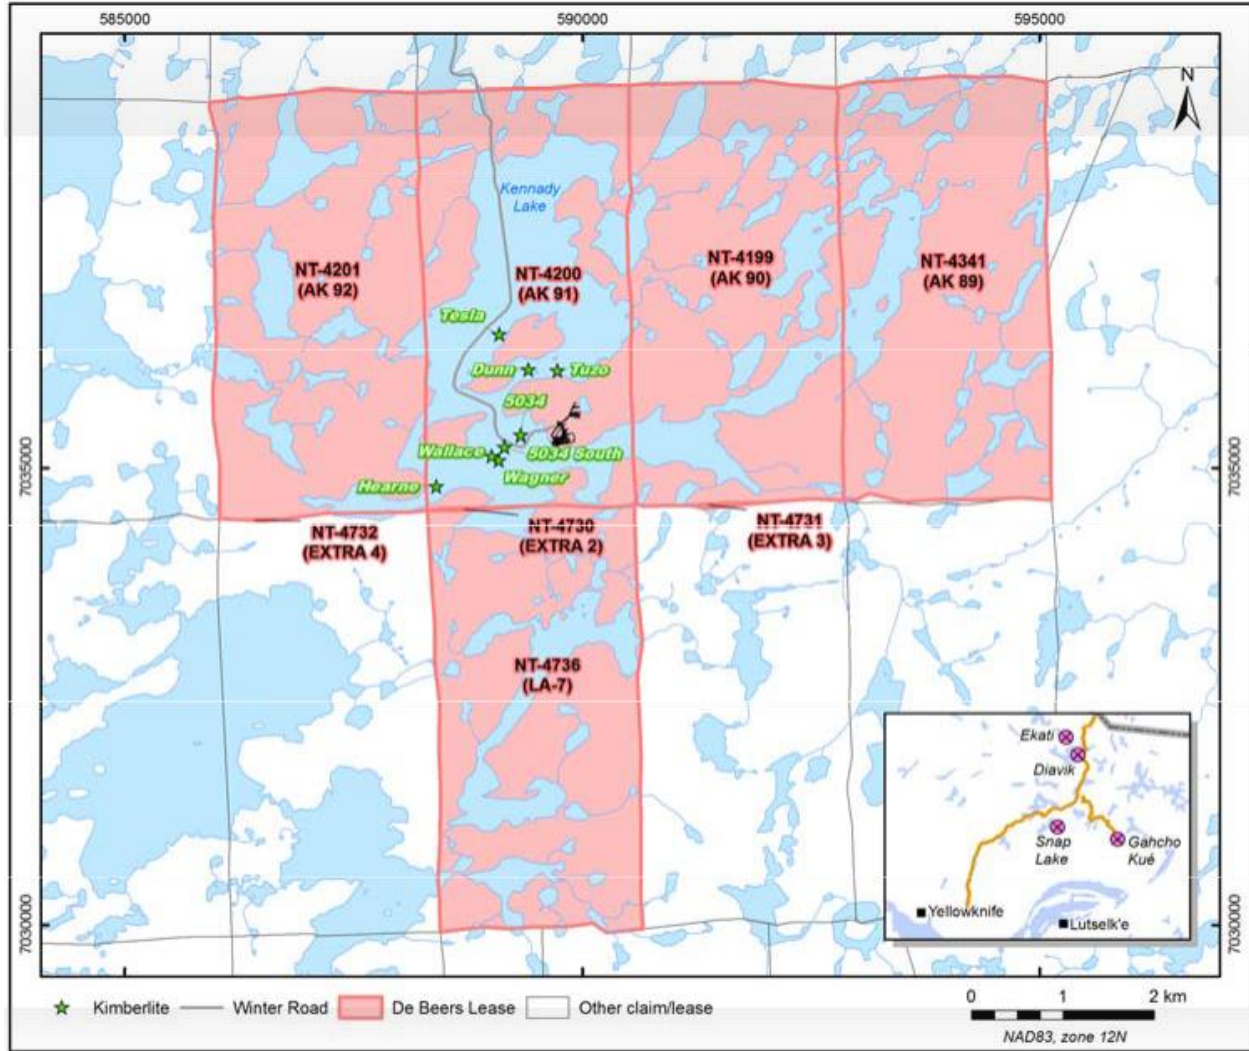 585000
590000
595000
N
Kennady
Lake
NT-4201
(AK 92)
NT-4200
(AK 91)
NT-4199
(AK 90)
NT-4341
(AK 89)
Tesla
Dunn
Tuzo
5034
Wallace
5034 South
Wagner
Hearne
7035000
7035000
NT-4732
(EXTRA 4)
NT-4730
(EXTRA 2)
NT-4731
(EXTRA 3)
NT-4736
(LA-7)
Ekati
Diavik
Snap
Lake
Gahcho
Kué
Yellowknife
Lutselk'e
7030000
7030000
Kimberlite
Winter Road
De Beers Lease
Other claim/lease
0 1 2 km
NAD83, zone 12N